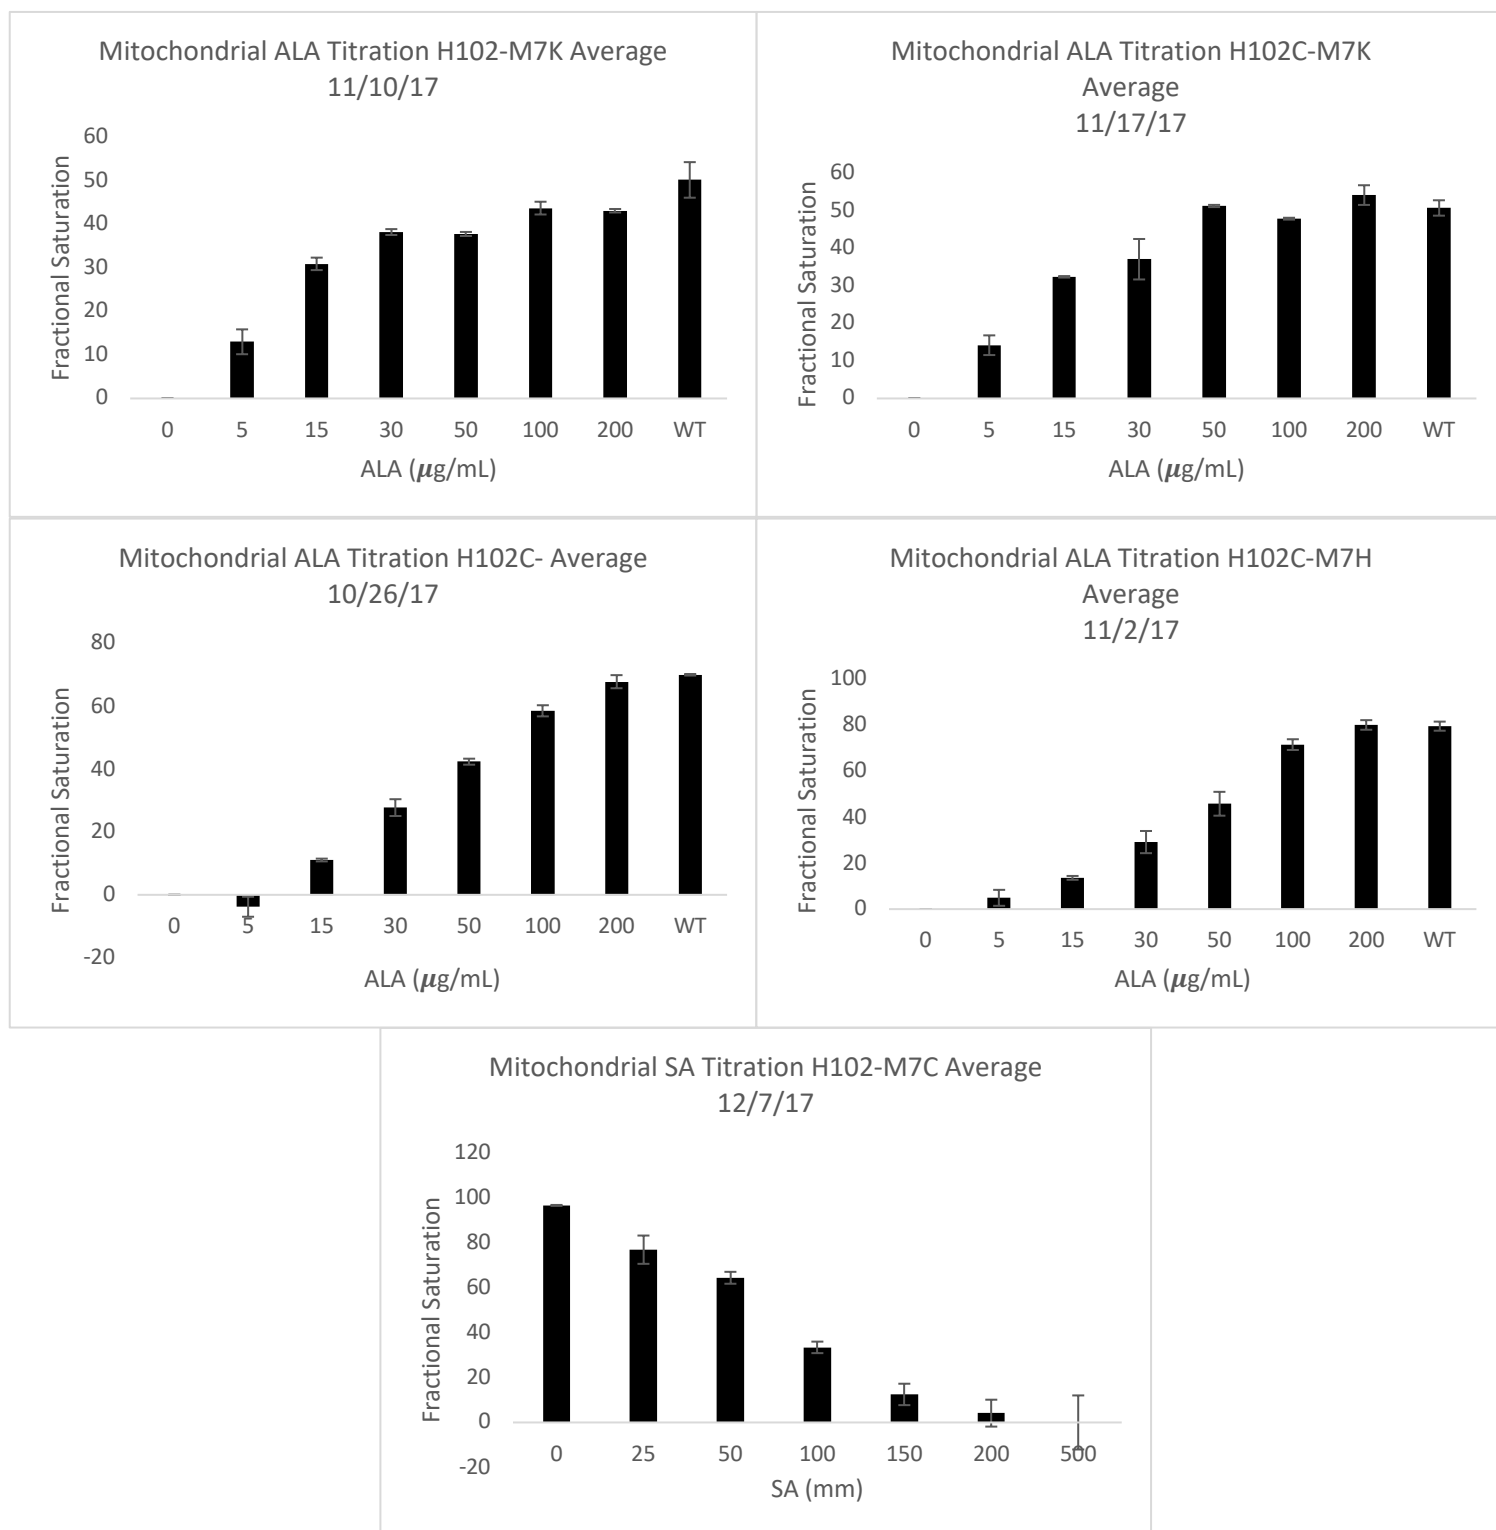 Mitochondrial ALA Titration H102-M7K Average
11/10/17
60
50
40
30
20
10
0
Fractional Saturation
0 5 15 30 50 100 200 WT
ALA (μg/mL)
Mitochondrial ALA Titration H102C-M7K
Average
11/17/17
60
50
40
30
20
10
0
Fractional Saturation
0 5 15 30 50 100 200 WT
ALA (μg/mL)
Mitochondrial ALA Titration H102C- Average
10/26/17
80
60
40
20
0
-20
Fractional Saturation
0 5 15 30 50 100 200 WT
ALA (μg/mL)
Mitochondrial ALA Titration H102C-M7H
Average
11/2/17
100
80
60
40
20
0
Fractional Saturation
0 5 15 30 50 100 200 WT
ALA (μg/mL)
Mitochondrial SA Titration H102-M7C Average
12/7/17
120
100
80
60
40
20
0
-20
Fractional Saturation
0 25 50 100 150 200 500
SA (mm)